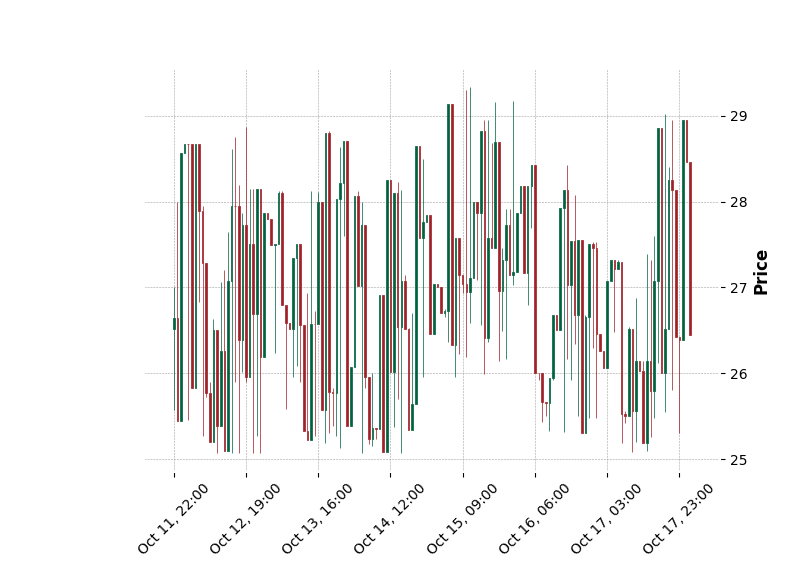 29
28
27
26
25
Price
Oct 11, 22:00
Oct 12, 19:00
Oct 13, 16:00
Oct 14, 12:00
Oct 15, 09:00
Oct 16, 06:00
Oct 17, 03:00
Oct 17, 23:00